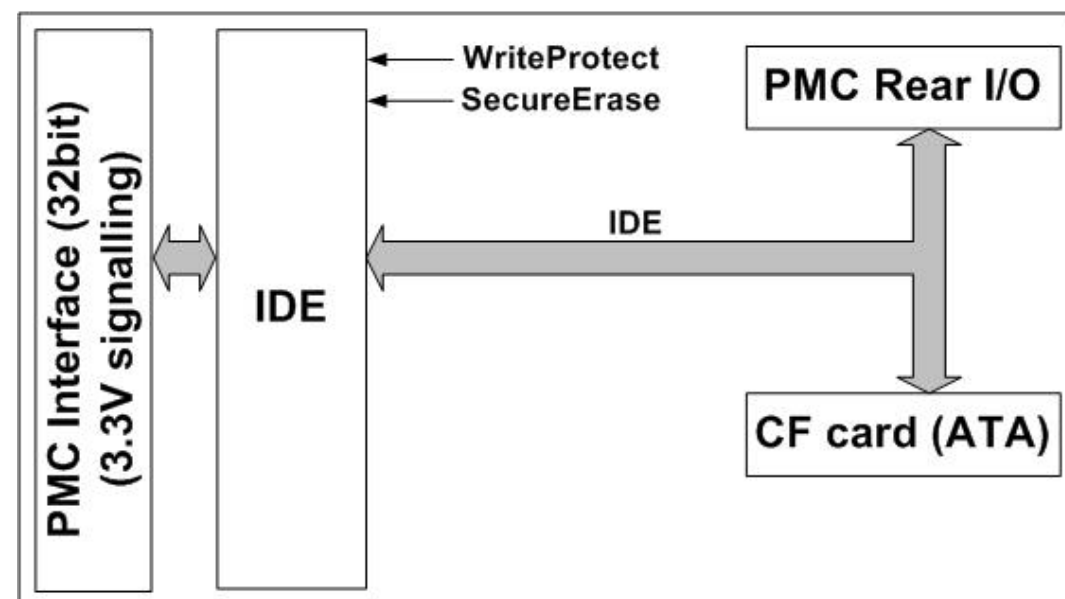 PMC Interface (32bit)
(3.3V signalling)
IDE
WriteProtect
SecureErase
IDE
PMC Rear I/O
CF card (ATA)